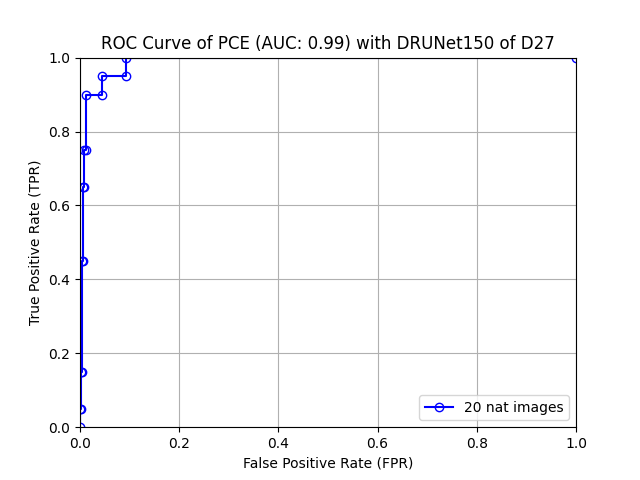 ROC Curve of PCE (AUC: 0.99) with DRUNet150 of D27
True Positive Rate (TPR)
1.0
0.8
0.6
0.4
0.2
0.0
20 nat images
0.0 0.2 0.4 0.6 0.8 1.0
False Positive Rate (FPR)